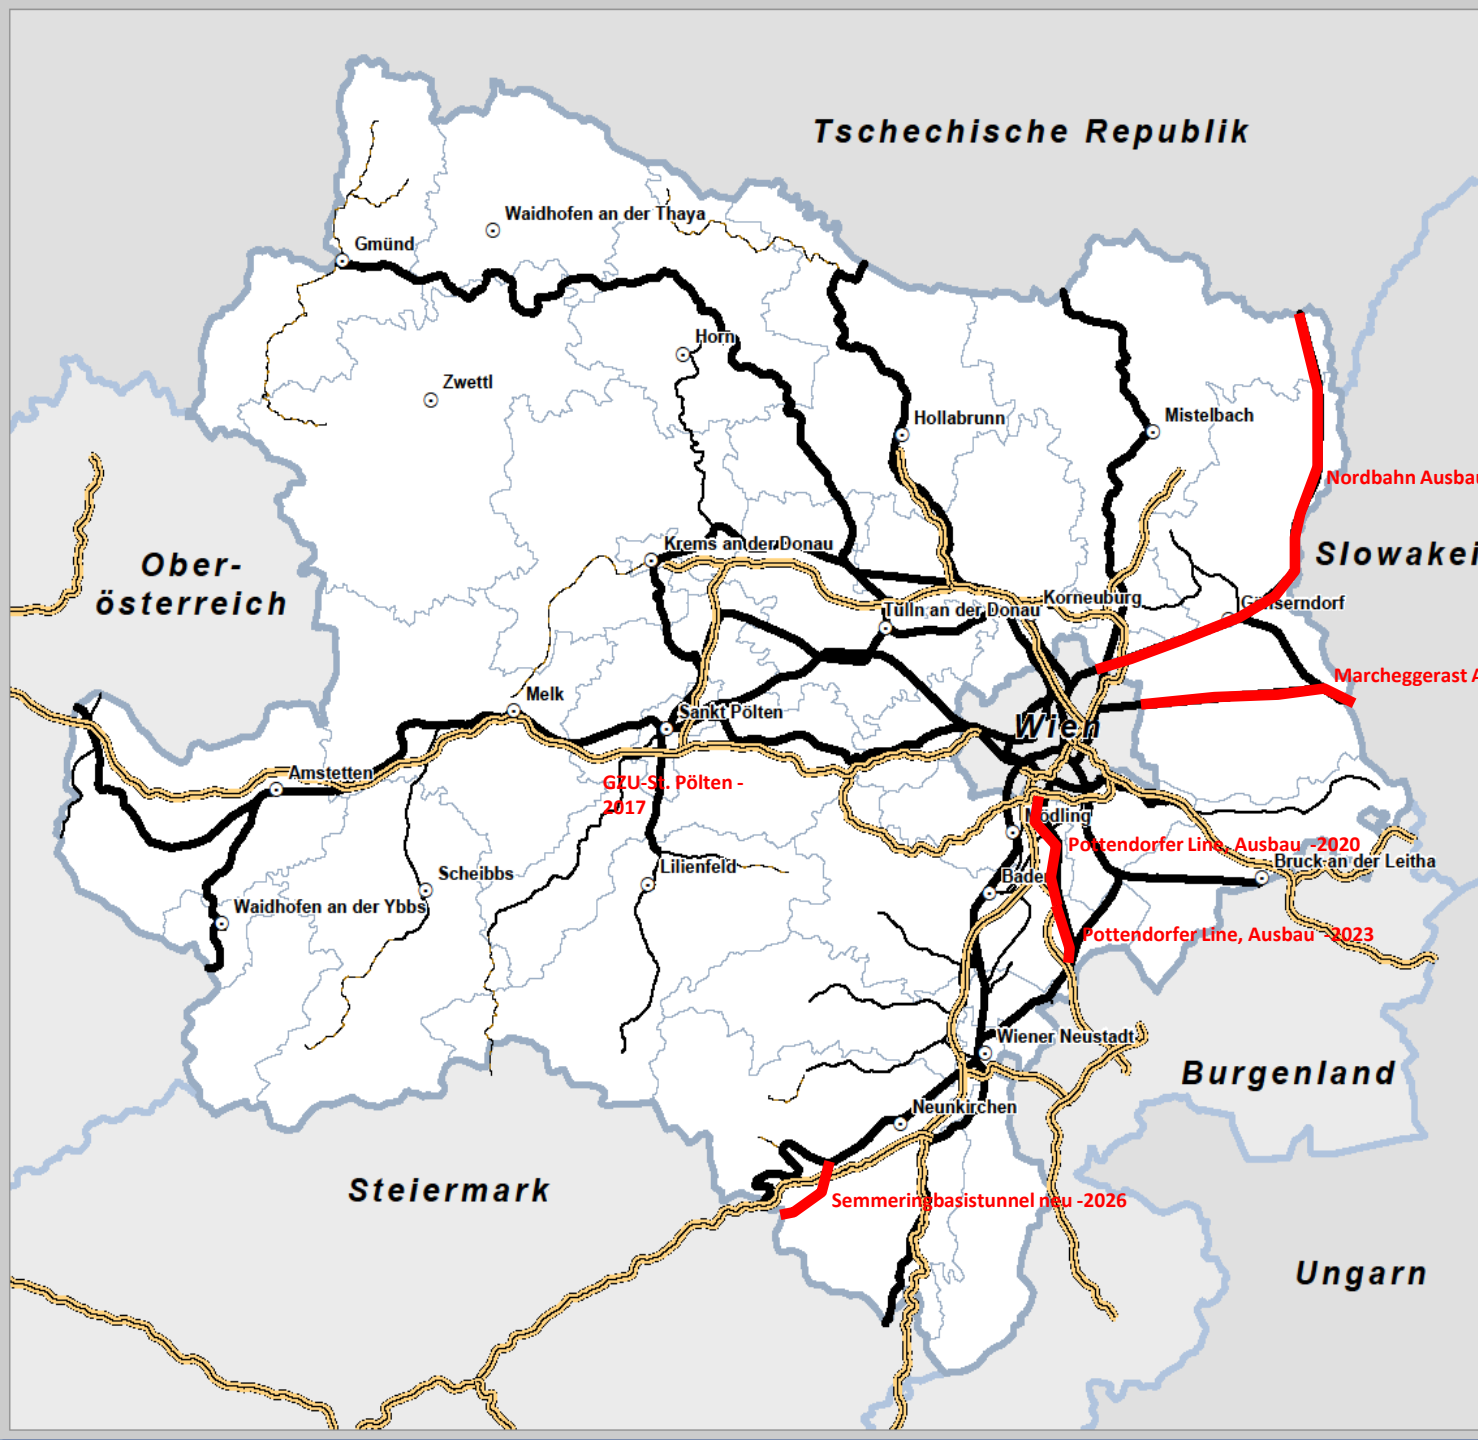 Tschechische Republik
Waidhofen an der Thaya
Gmünd
Horn
Zwettl
Hollabrunn
Mistelbach
Nordbahn Ausbau
Krems an der Donau
Ober-
österreich
Slowakei
Korneuburg
Gänserndorf
Tulln an der Donau
Marcheggerast A
Melk
Sankt Pölten
Wien
Amstetten
GZU-St. Pölten -
2017
Mödling
Pottendorfer Line, Ausbau -2020
Bruck an der Leitha
Lilienfeld
Scheibbs
Baden
Waidhofen an der Ybbs
Pottendorfer Line, Ausbau -2023
Wiener Neustadt
Burgenland
Neunkirchen
Steiermark
Semmeringbasistunnel neu -2026
Ungarn